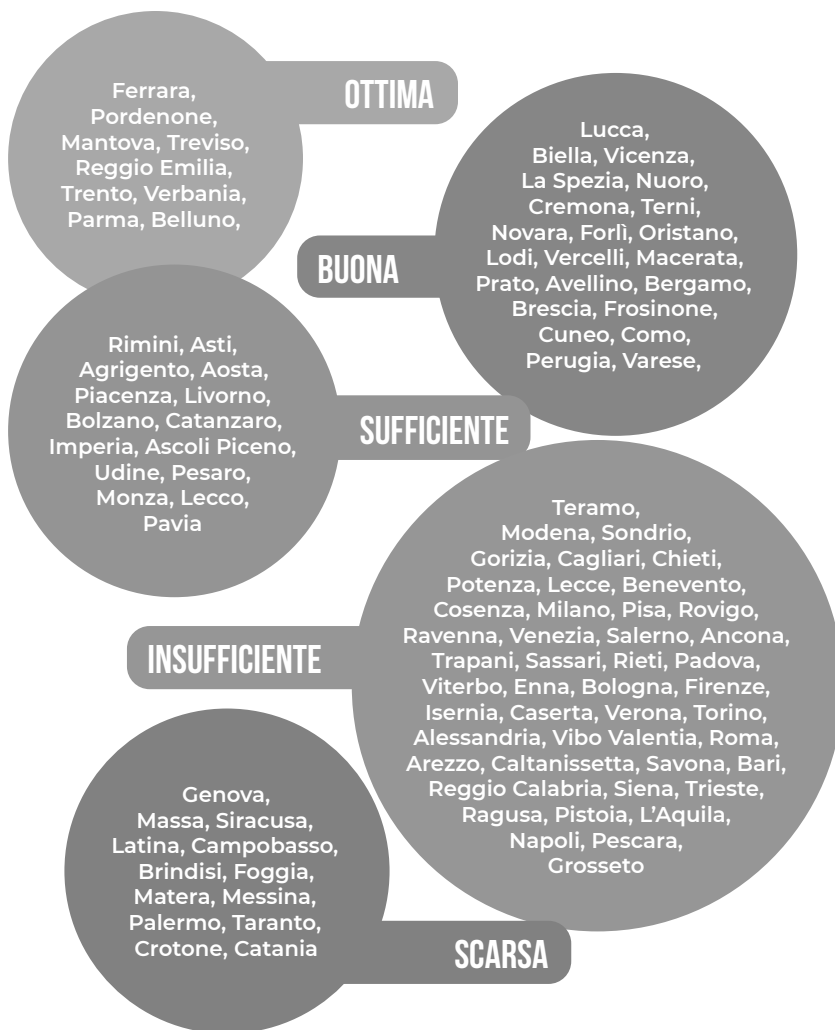 Ferrara,
Pordenone,
Mantova, Treviso,
Reggio Emilia,
Trento, Verbania,
Parma, Belluno,
OTTIMA
Lucca,
Biella, Vicenza,
La Spezia, Nuoro,
Cremona, Terni,
Novara, Forlì, Oristano,
Lodi, Vercelli, Macerata,
Prato, Avellino, Bergamo,
Brescia, Frosinone,
Cuneo, Como,
Perugia, Varese,
BUONA
Rimini, Asti,
Agrigento, Aosta,
Piacenza, Livorno,
Bolzano, Catanzaro,
Imperia, Ascoli Piceno,
Udine, Pesaro,
Monza, Lecco,
Pavia
SUFFICIENTE
Teramo,
Modena, Sondrio,
Gorizia, Cagliari, Chieti,
Potenza, Lecce, Benevento,
Cosenza, Milano, Pisa, Rovigo,
Ravenna, Venezia, Salerno, Ancona,
Trapani, Sassari, Rieti, Padova,
Viterbo, Enna, Bologna, Firenze,
Isernia, Caserta, Verona, Torino,
Alessandria, Vibo Valentia, Roma,
Arezzo, Caltanissetta, Savona, Bari,
Reggio Calabria, Siena, Trieste,
Ragusa, Pistoia, L’Aquila,
Napoli, Pescara,
Grosseto
INSUFFICIENTE
Genova,
Massa, Siracusa,
Latina, Campobasso,
Brindisi, Foggia,
Matera, Messina,
Palermo, Taranto,
Crotone, Catania
SCARSA